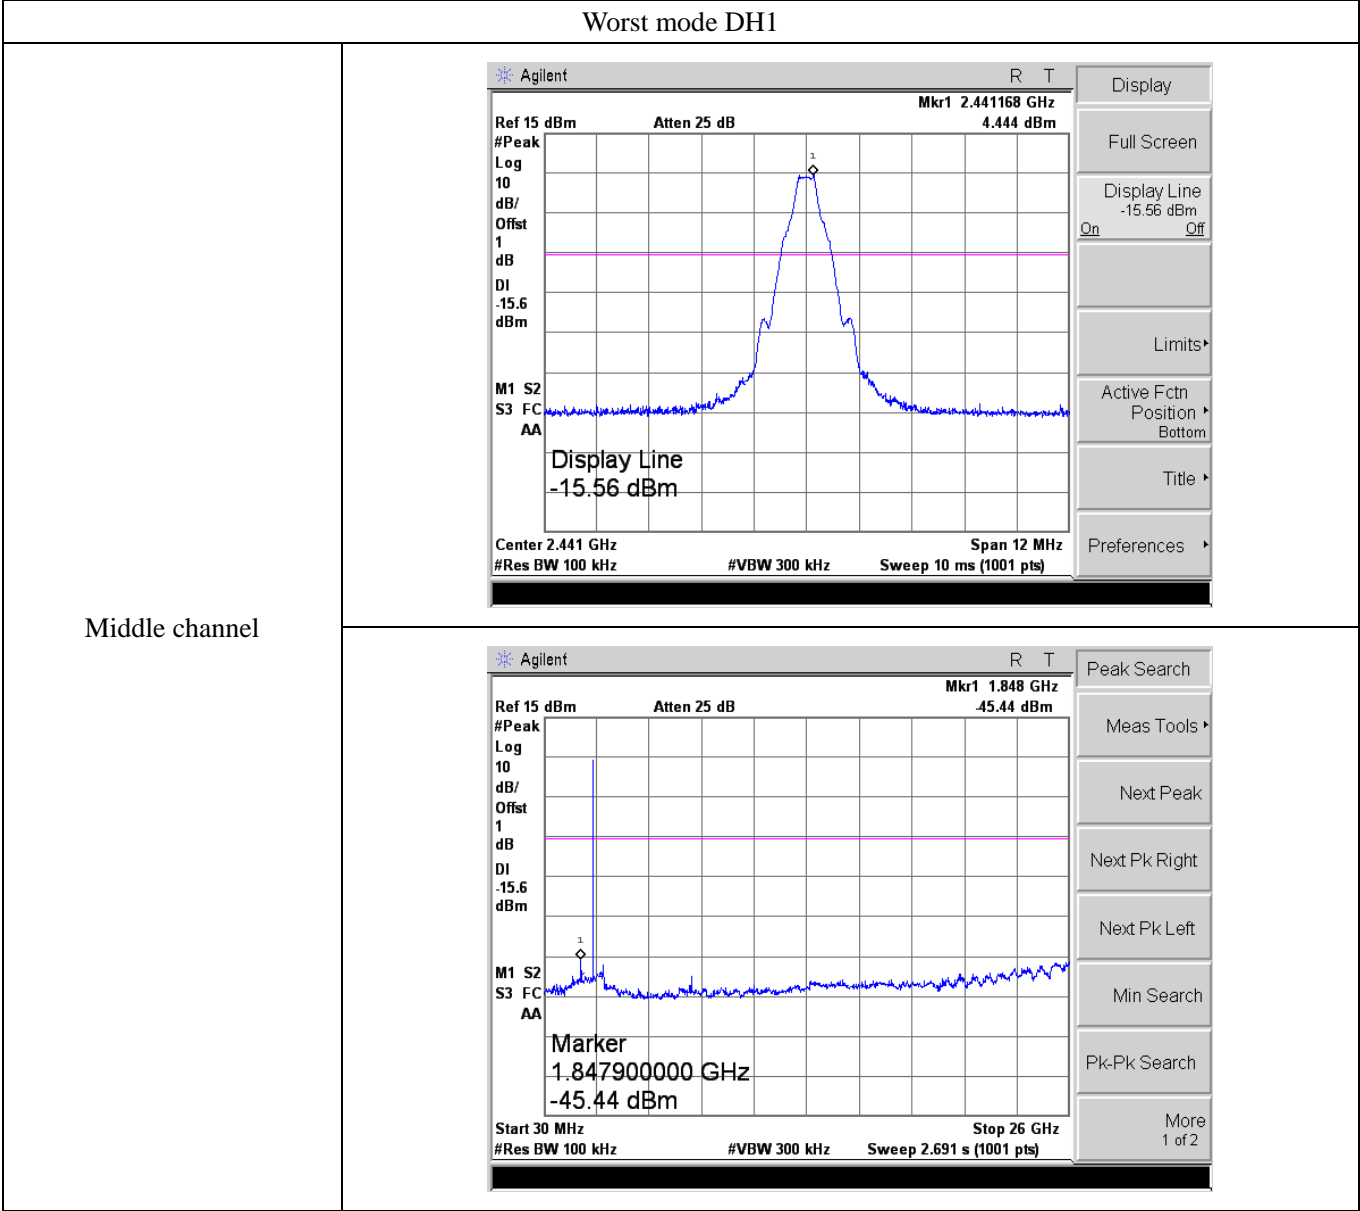 Worst mode DH1
Middle channel
Agilent R T
Mkr1 2.441168 GHz
Ref 15 dBm Atten 25 dB 4.444 dBm
#Peak
Log
10
dB/
Offst
1
dB
DI
-15.6
dBm
M1 S2
S3 FC
AA
1
Display Line
-15.56 dBm
Center 2.441 GHz Span 12 MHz
#Res BW 100 kHz #VBW 300 kHz Sweep 10 ms (1001 pts)
Display
Full Screen
Display Line
-15.56 dBm
On Off
Limits
Active Fctn
Position
Bottom
Title
Preferences
Agilent R T
Mkr1 1.848 GHz
Ref 15 dBm Atten 25 dB -45.44 dBm
#Peak
Log
10
dB/
Offst
1
dB
DI
-15.6
dBm
M1 S2
S3 FC
AA
1
Marker
1.847900000 GHz
-45.44 dBm
Start 30 MHz Stop 26 GHz
#Res BW 100 kHz #VBW 300 kHz Sweep 2.691 s (1001 pts)
Peak Search
Meas Tools
Next Peak
Next Pk Right
Next Pk Left
Min Search
Pk-Pk Search
More
1 of 2